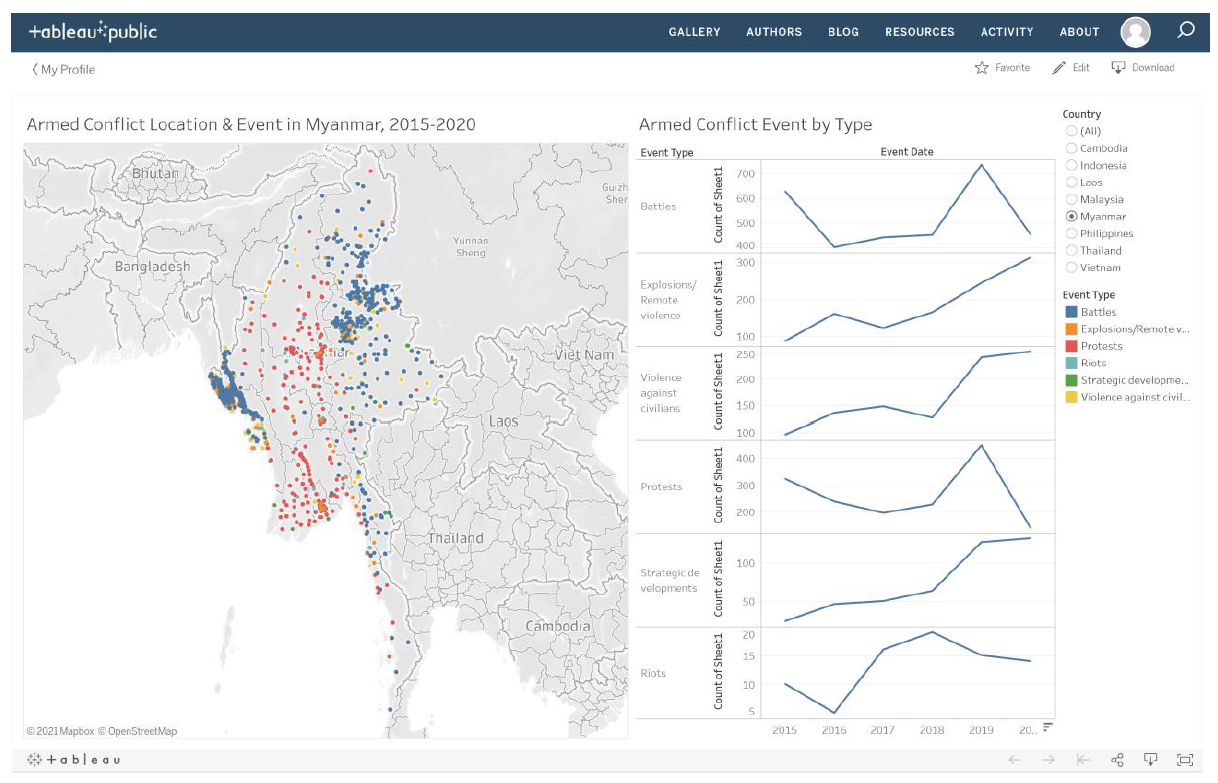 +ableau public
GALLERY AUTHORS BLOG RESOURCES ACTIVITY ABOUT
My Profile
Favorite Edit Download
Armed Conflict Location & Event in Myanmar, 2015-2020
Bhutan
Guizh
Sher
Yunnan
Sheng
Bangladesh
Viet Nam
Laos
Thailand
Cambodia
© 2021 Mapbox © OpenStreetMap
Armed Conflict Event by Type
Event Type
Event Date
Battles
Count of Sheet1
700
600
500
400
Explosions/
Remote
violence
Count of Sheet1
300
200
100
Violence
against
civilians
Count of Sheet1
250
200
150
100
Protests
Count of Sheet1
400
300
200
Strategic de
velopments
Count of Sheet1
100
50
Riots
Count of Sheet1
20
15
10
5
2015 2016 2017 2018 2019 20..
Country
(All)
Cambodia
Indonesia
Laos
Malaysia
Myanmar
Philippines
Thailand
Vietnam
Event Type
Battles
Explosions/Remote v...
Protests
Riots
Strategic developme...
Violence against civil...
+ a b | e a u